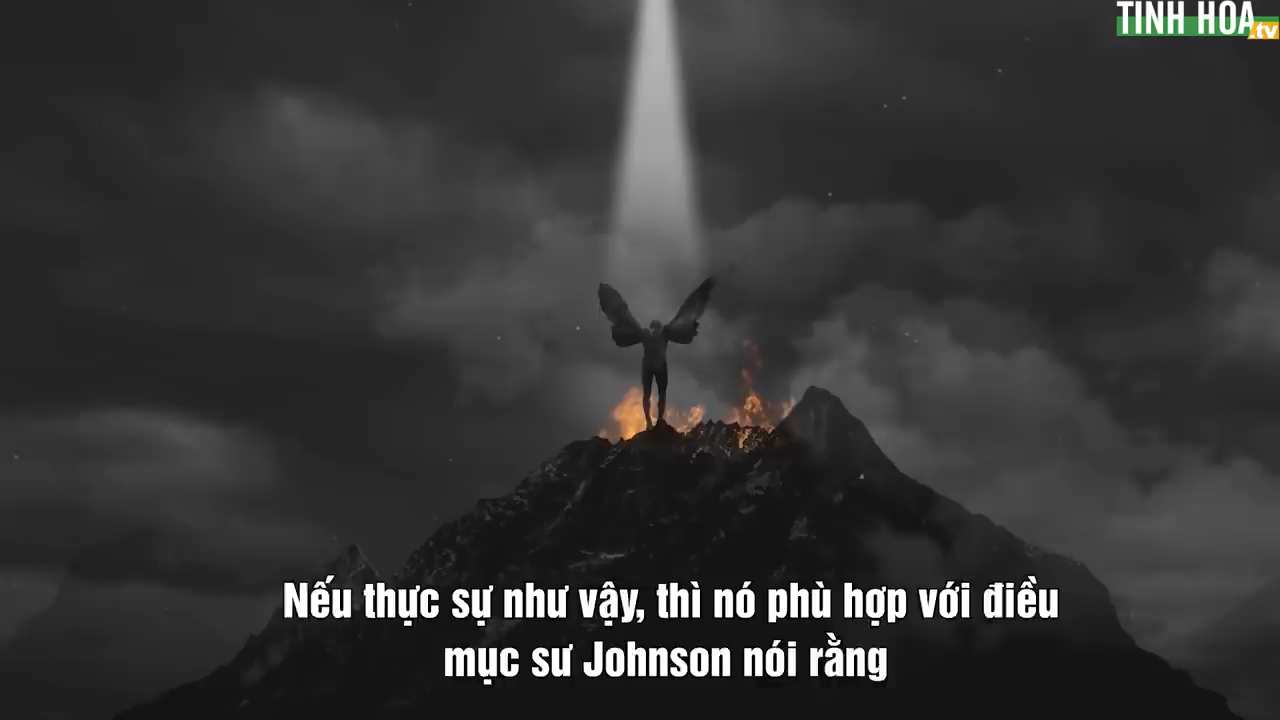 TINH HOA
.tv
Nếu thực sự như vậy, thì nó phù hợp với điều
mục sư Johnson nói rằng